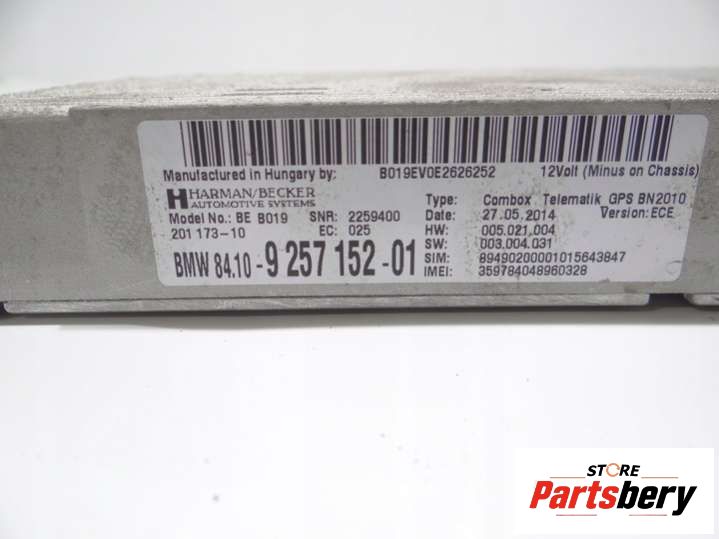 Manufactured in Hungary by: B019EV0E2626252 12Volt (Minus on Chassis)
HARMAN/BECKER
AUTOMOTIVE SYSTEMS
Type: Combox Telematik GPS BN2010
Model No.: BE B019 SNR: 2259400 Date: 27.05.2014 Version: ECE
201 173-10 EC: 025 HW: 005.021.004
SW: 003.004.031
BMW 84.10-9 257 152-01 SIM: 89490200001015643847
IMEI: 359784048960328
STORE
Partsbery